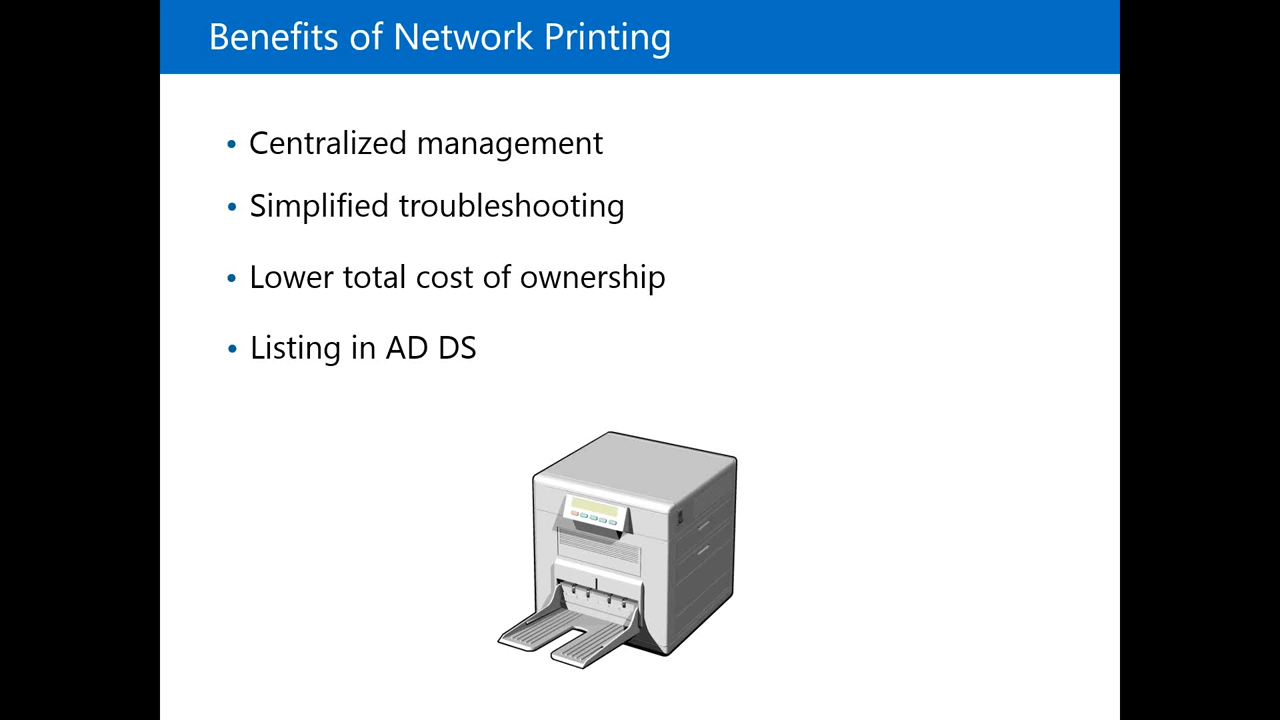 Benefits of Network Printing
• Centralized management
• Simplified troubleshooting
• Lower total cost of ownership
• Listing in AD DS